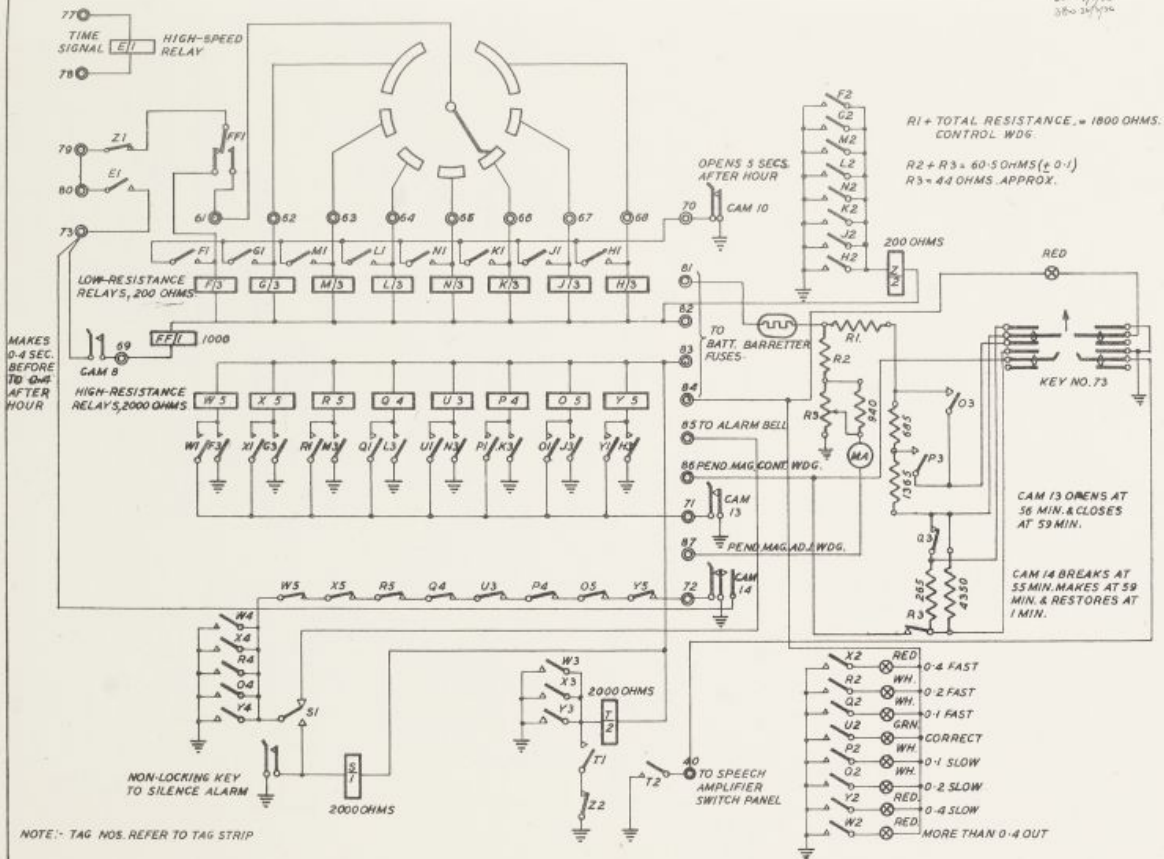 77
TIME
SIGNAL
E/1
HIGH-SPEED
RELAY
78
79
Z1
FF1
80
E1
73
61
62
63
64
65
66
67
68
F1
G1
M1
L1
N1
K1
J1
H1
LOW-RESISTANCE
RELAYS, 200 OHMS.
F/3
G/3
M/3
L/3
N/3
K/3
J/3
H/3
MAKES
0·4 SEC.
BEFORE
TO 0·4
AFTER
HOUR
CAM 8
69
FF/1
1000
HIGH-RESISTANCE
RELAYS, 2000 OHMS
W5
X5
R5
Q4
U3
P4
O5
Y5
W1
F3
X1
G3
R1
M3
Q1
L3
U1
N3
P1
K3
O1
J3
Y1
H3
OPENS 5 SECS.
AFTER HOUR
70
CAM 10
81
82
TO
BATT.
FUSES
83
84
85 TO ALARM BELL
86 PEND. MAG. CONT. WDG.
71
CAM
13
87
PEND. MAG. ADJ. WDG.
72
CAM
14
W5
X5
R5
Q4
U3
P4
O5
Y5
W4
X4
R4
O4
Y4
S1
NON-LOCKING KEY
TO SILENCE ALARM
S/1
2000 OHMS
W3
X3
Y3
2000 OHMS
T/2
T1
Z2
T2
40
TO SPEECH
AMPLIFIER
SWITCH PANEL
F2
G2
M2
L2
N2
K2
J2
H2
200 OHMS
Z/2
R1 + TOTAL RESISTANCE, = 1800 OHMS.
CONTROL WDG.
R2 + R3 = 60·5 OHMS (± 0·1)
R3 = 44 OHMS. APPROX.
RED
KEY NO. 73
BARRETTER
R1.
R2
R3
940
MA
685
1365
O3
P3
Q3
265
4350
R3
CAM 13 OPENS AT
56 MIN. & CLOSES
AT 59 MIN.
CAM 14 BREAKS AT
55 MIN. MAKES AT 59
MIN. & RESTORES AT
1 MIN.
X2 RED. 0·4 FAST
R2 WH. 0·2 FAST
Q2 WH. 0·1 FAST
U2 GRN. CORRECT
P2 WH. 0·1 SLOW
O2 WH. 0·2 SLOW
Y2 RED. 0·4 SLOW
W2 RED. MORE THAN 0·4 OUT
NOTE:- TAG NOS. REFER TO TAG STRIP